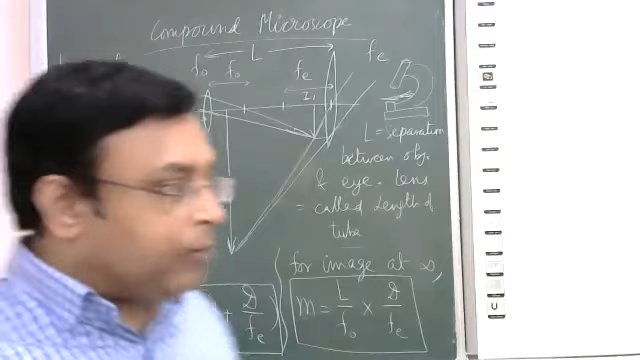 Compound Microscope
L
fo
fo
fe
fe
I1
L = separation
between obj.
& eye. lens
= called length of
tube
for image at ∞,
m = L/fo × D/fe
+ D/fe )
U